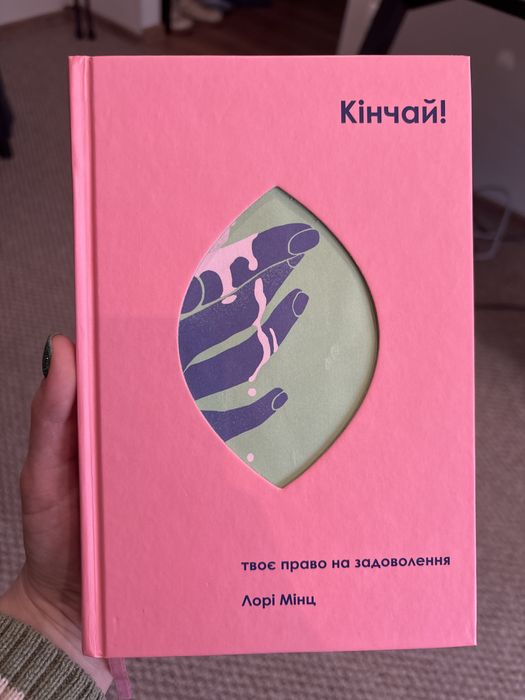 Кінчай!
твоє право на задоволення
Лорі Мінц